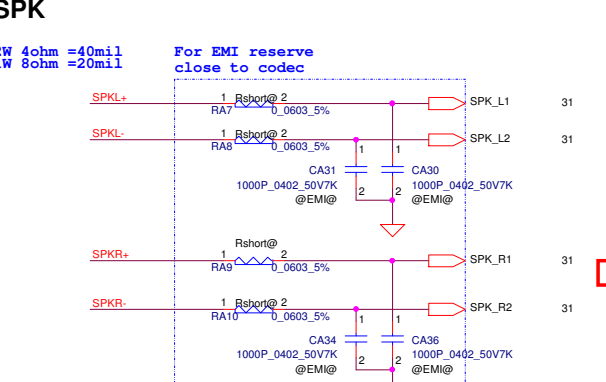 SPK
2W 4ohm =40mil
1W 8ohm =20mil
For EMI reserve
close to codec
SPKL+ 1 Rshort@ 2 SPK_L1 31
RA7 0_0603_5%
SPKL- 1 Rshort@ 2 SPK_L2 31
RA8 0_0603_5%
1 1
CA31 CA30
1000P_0402_50V7K 1000P_0402_50V7K
2 2
@EMI@ @EMI@
Rshort@
SPKR+ 1 2 SPK_R1 31
RA9 0_0603_5%
SPKR- 1 Rshort@ 2 SPK_R2 31
RA10 0_0603_5%
1 1
CA34 CA36
1000P_0402_50V7K 1000P_0402_50V7K
2 2
@EMI@ @EMI@